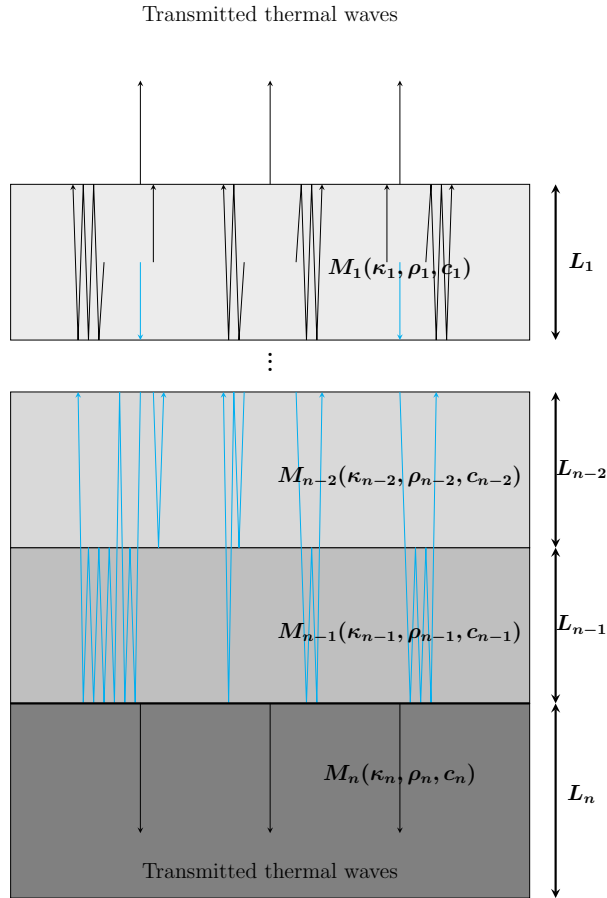 Transmitted thermal waves
M₁(κ₁, ρ₁, c₁)
L₁
⋮
Mₙ₋₂(κₙ₋₂, ρₙ₋₂, cₙ₋₂)
Lₙ₋₂
Mₙ₋₁(κₙ₋₁, ρₙ₋₁, cₙ₋₁)
Lₙ₋₁
Mₙ(κₙ, ρₙ, cₙ)
Lₙ
Transmitted thermal waves